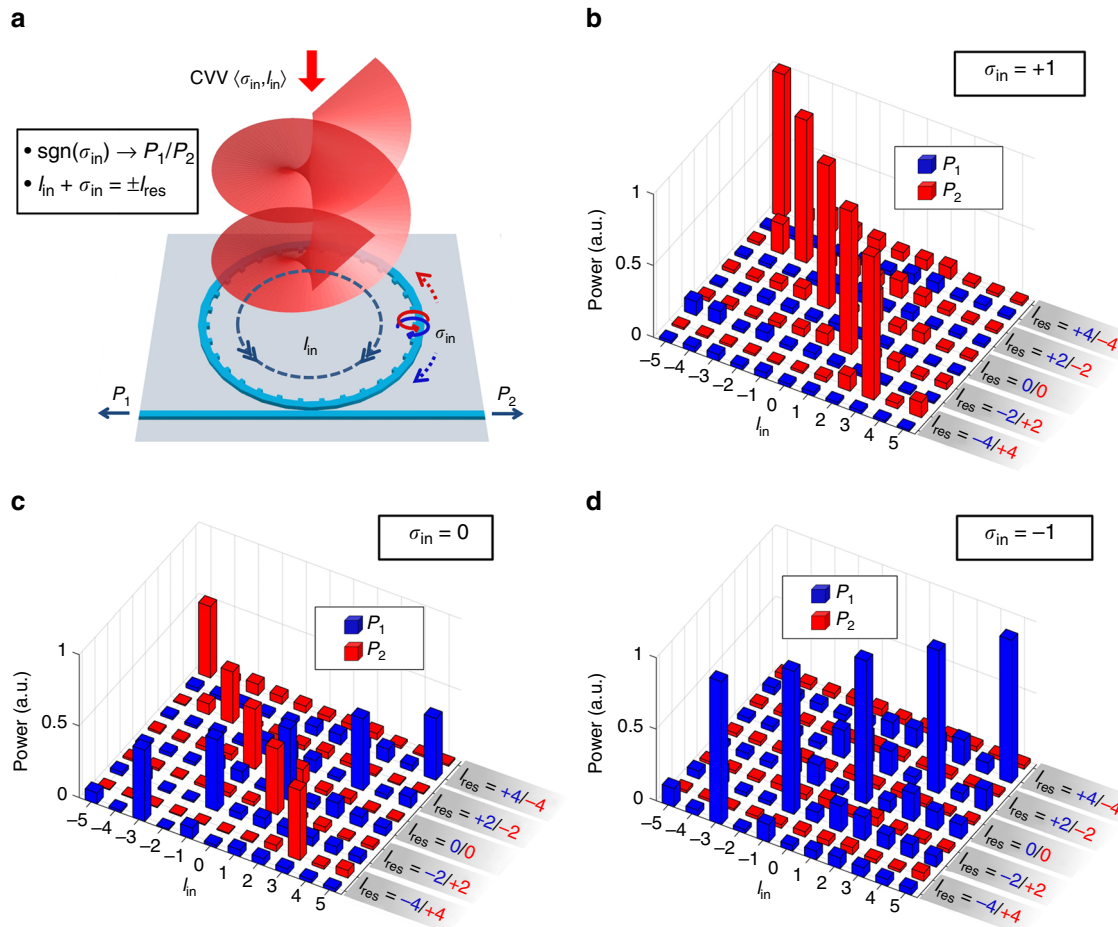 a
CVV ⟨σin,lin⟩
• sgn(σin) → P1/P2
• lin + σin = ±lres
lin
σin
P1
P2
b
σin = +1
P1
P2
Power (a.u.)
1
0.5
0
–5
–4
–3
–2
–1
0
1
2
3
4
5
lin
lres = +4/–4
lres = +2/–2
lres = 0/0
lres = –2/+2
lres = –4/+4
c
σin = 0
P1
P2
Power (a.u.)
1
0.5
0
–5
–4
–3
–2
–1
0
1
2
3
4
5
lin
lres = +4/–4
lres = +2/–2
lres = 0/0
lres = –2/+2
lres = –4/+4
d
σin = –1
P1
P2
Power (a.u.)
1
0.5
0
–5
–4
–3
–2
–1
0
1
2
3
4
5
lin
lres = +4/–4
lres = +2/–2
lres = 0/0
lres = –2/+2
lres = –4/+4